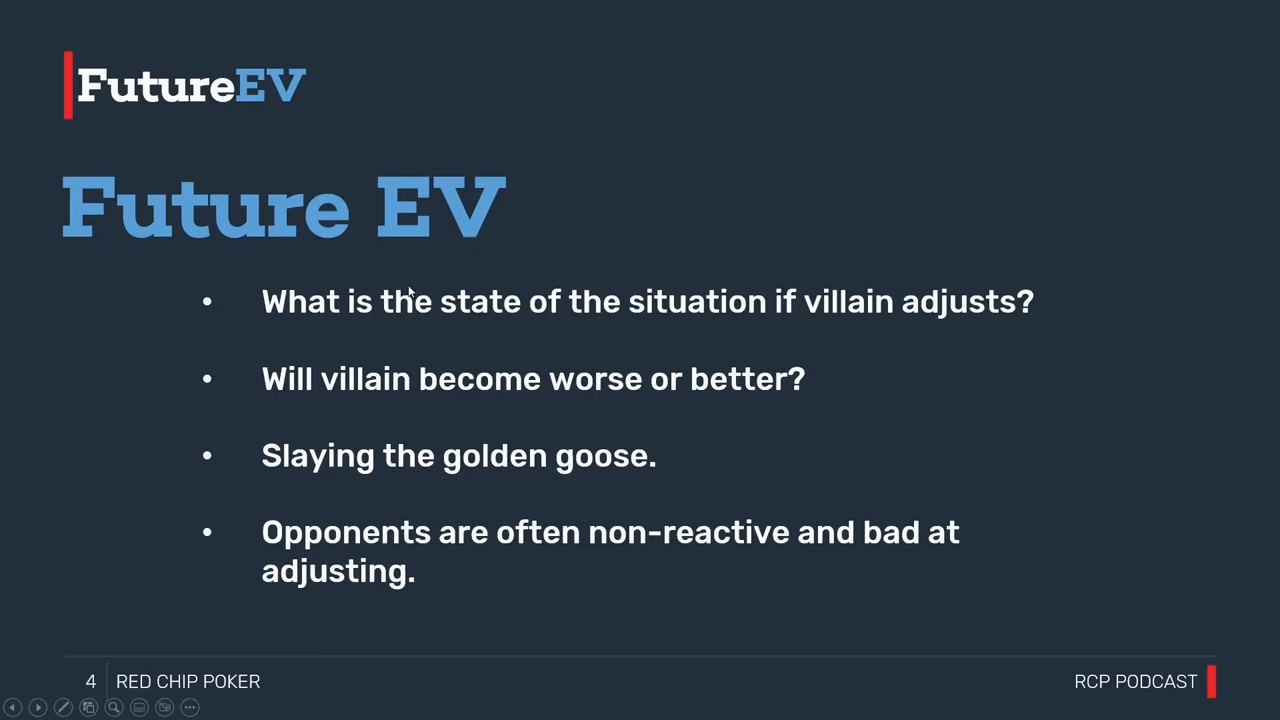 FutureEV
Future EV
• What is the state of the situation if villain adjusts?
• Will villain become worse or better?
• Slaying the golden goose.
• Opponents are often non-reactive and bad at
adjusting.
4 RED CHIP POKER
RCP PODCAST